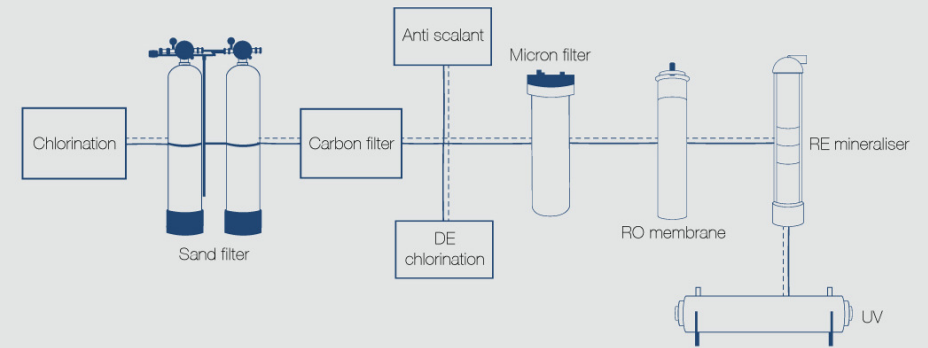 Chlorination
Sand filter
Carbon filter
Anti scalant
DE
chlorination
Micron filter
RO membrane
RE mineraliser
UV